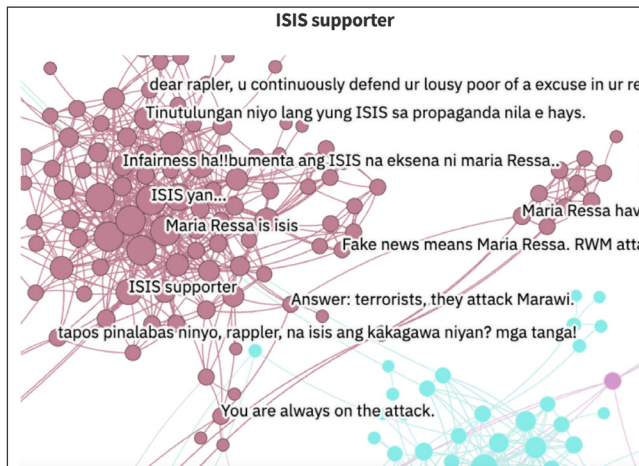 ISIS supporter
dear rapler, u continuously defend ur lousy poor of a excuse in ur re
Tinutulungan niyo lang yung ISIS sa propaganda nila e hays.
Infairness ha!!bumenta ang ISIS na eksena ni maria Ressa..
ISIS yan...
Maria Ressa hav
Maria Ressa is isis
Fake news means Maria Ressa. RWM atta
ISIS supporter
Answer: terrorists, they attack Marawi.
tapos pinalabas ninyo, rappler, na isis ang kakagawa niyan? mga tanga!
You are always on the attack.